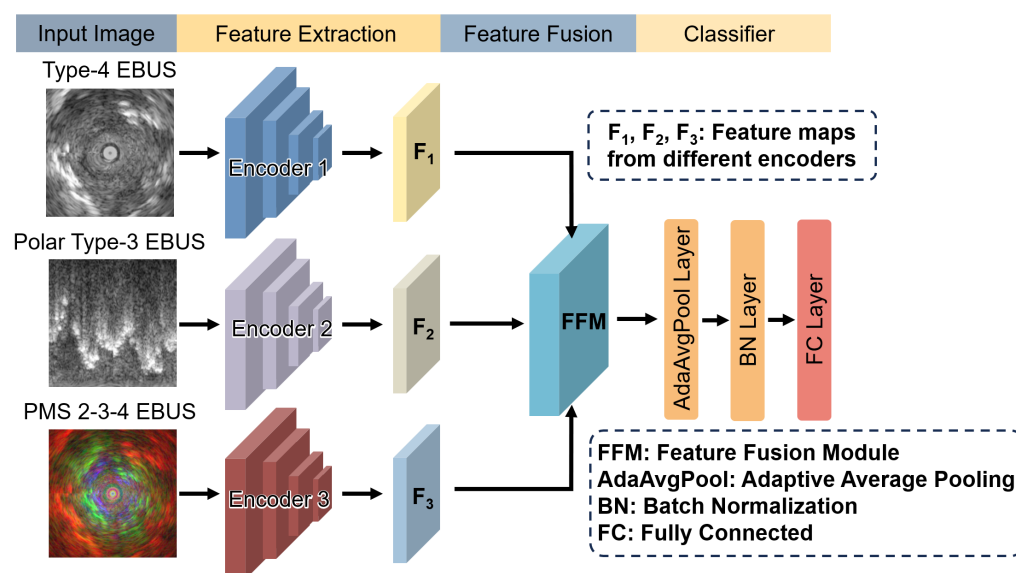 Input Image
Feature Extraction
Feature Fusion
Classifier
Type-4 EBUS
Encoder 1
F₁
F₁, F₂, F₃: Feature maps
from different encoders
Polar Type-3 EBUS
Encoder 2
F₂
FFM
AdaAvgPool Layer
BN Layer
FC Layer
PMS 2-3-4 EBUS
Encoder 3
F₃
FFM: Feature Fusion Module
AdaAvgPool: Adaptive Average Pooling
BN: Batch Normalization
FC: Fully Connected